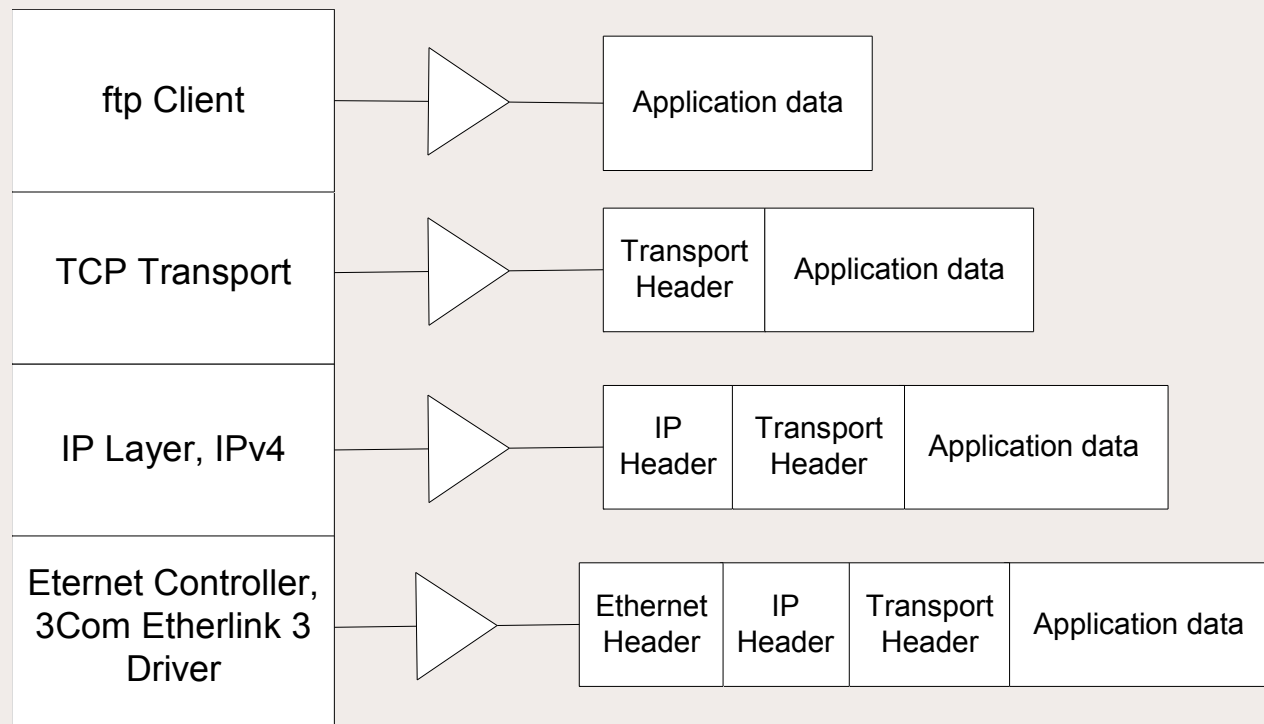 ftp Client
Application data
TCP Transport
Transport
Header
Application data
IP Layer, IPv4
IP
Header
Transport
Header
Application data
Eternet Controller,
3Com Etherlink 3
Driver
Ethernet
Header
IP
Header
Transport
Header
Application data